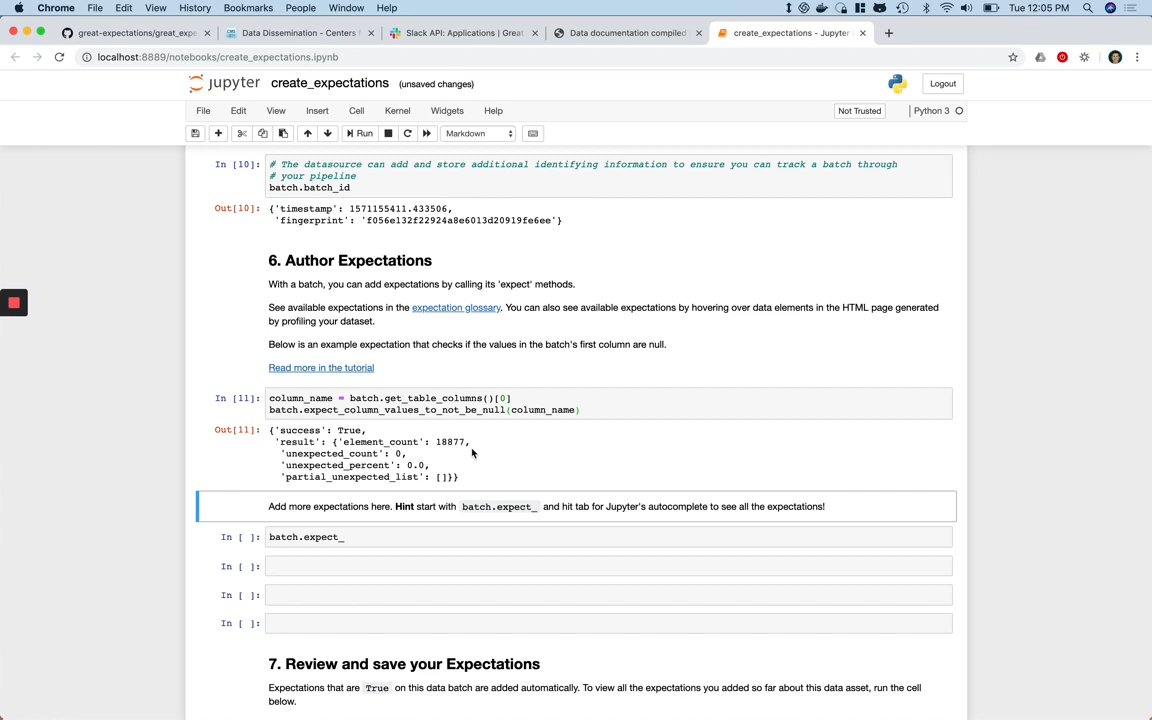 Chrome File Edit View History Bookmarks People Window Help Tue 12:05 PM
great-expectations/great_expe Data Dissemination - Centers f Slack API: Applications | Great Data documentation compiled create_expectations - Jupyter
localhost:8889/notebooks/create_expectations.ipynb
jupyter create_expectations (unsaved changes) Logout
File Edit View Insert Cell Kernel Widgets Help Not Trusted Python 3
Run Markdown
In [10]: # The datasource can add and store additional identifying information to ensure you can track a batch through
# your pipeline
batch.batch_id
Out[10]: {'timestamp': 1571155411.433506,
'fingerprint': 'f056e132f22924a8e6013d20919fe6ee'}
6. Author Expectations
With a batch, you can add expectations by calling its 'expect' methods.
See available expectations in the expectation glossary. You can also see available expectations by hovering over data elements in the HTML page generated
by profiling your dataset.
Below is an example expectation that checks if the values in the batch's first column are null.
Read more in the tutorial
In [11]: column_name = batch.get_table_columns()[0]
batch.expect_column_values_to_not_be_null(column_name)
Out[11]: {'success': True,
'result': {'element_count': 18877,
'unexpected_count': 0,
'unexpected_percent': 0.0,
'partial_unexpected_list': []}}
Add more expectations here. Hint start with batch.expect_ and hit tab for Jupyter's autocomplete to see all the expectations!
In [ ]: batch.expect_
In [ ]:
In [ ]:
In [ ]:
7. Review and save your Expectations
Expectations that are True on this data batch are added automatically. To view all the expectations you added so far about this data asset, run the cell
below.